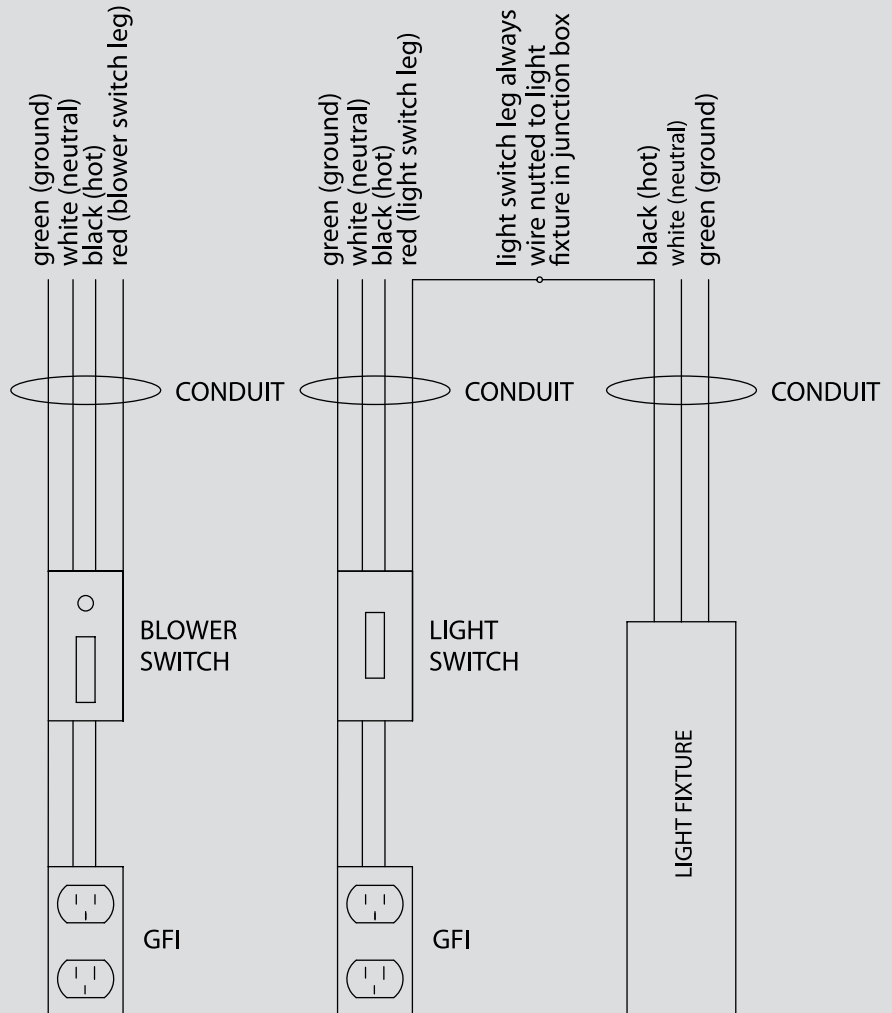 green (ground)
white (neutral)
black (hot)
red (blower switch leg)
green (ground)
white (neutral)
black (hot)
red (light switch leg)
light switch leg always
wire nutted to light
fixture in junction box
black (hot)
white (neutral)
green (ground)
CONDUIT
CONDUIT
CONDUIT
BLOWER
SWITCH
LIGHT
SWITCH
LIGHT FIXTURE
GFI
GFI